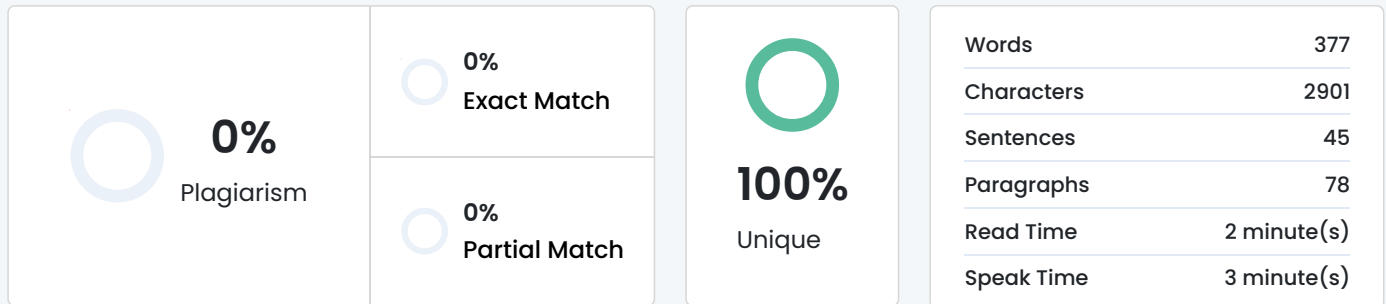 0%
Plagiarism
0%
Exact Match
0%
Partial Match
100%
Unique
Words 377
Characters 2901
Sentences 45
Paragraphs 78
Read Time 2 minute(s)
Speak Time 3 minute(s)